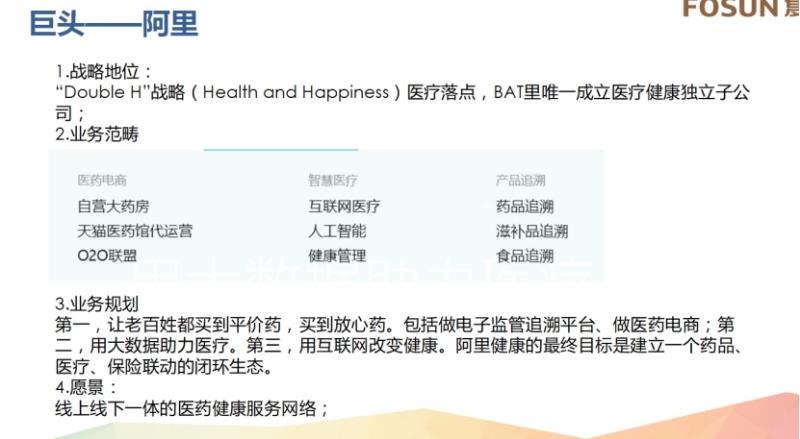 FOSUN 复
巨头——阿里
1.战略地位：
“Double H”战略（Health and Happiness）医疗落点，BAT里唯一成立医疗健康独立子公
司；
2.业务范畴
医药电商 智慧医疗 产品追溯
自营大药房 互联网医疗 药品追溯
天猫医药馆代运营 人工智能 滋补品追溯
O2O联盟 健康管理 食品追溯
用大数据助力医疗
3.业务规划
第一，让老百姓都买到平价药，买到放心药。包括做电子监管追溯平台、做医药电商；第
二，用大数据助力医疗。第三，用互联网改变健康。阿里健康的最终目标是建立一个药品、
医疗、保险联动的闭环生态。
4.愿景：
线上线下一体的医药健康服务网络；